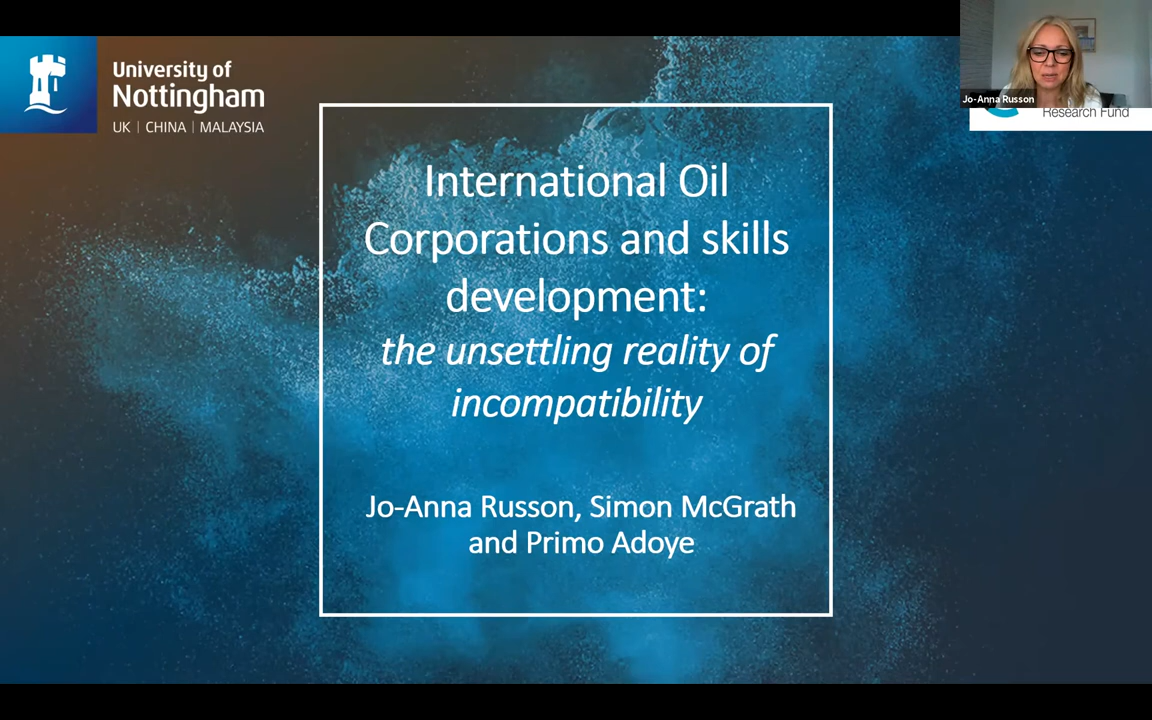 University of
Nottingham
UK | CHINA | MALAYSIA
Jo-Anna Russon
Research Fund
International Oil
Corporations and skills
development:
the unsettling reality of
incompatibility
Jo-Anna Russon, Simon McGrath
and Primo Adoye